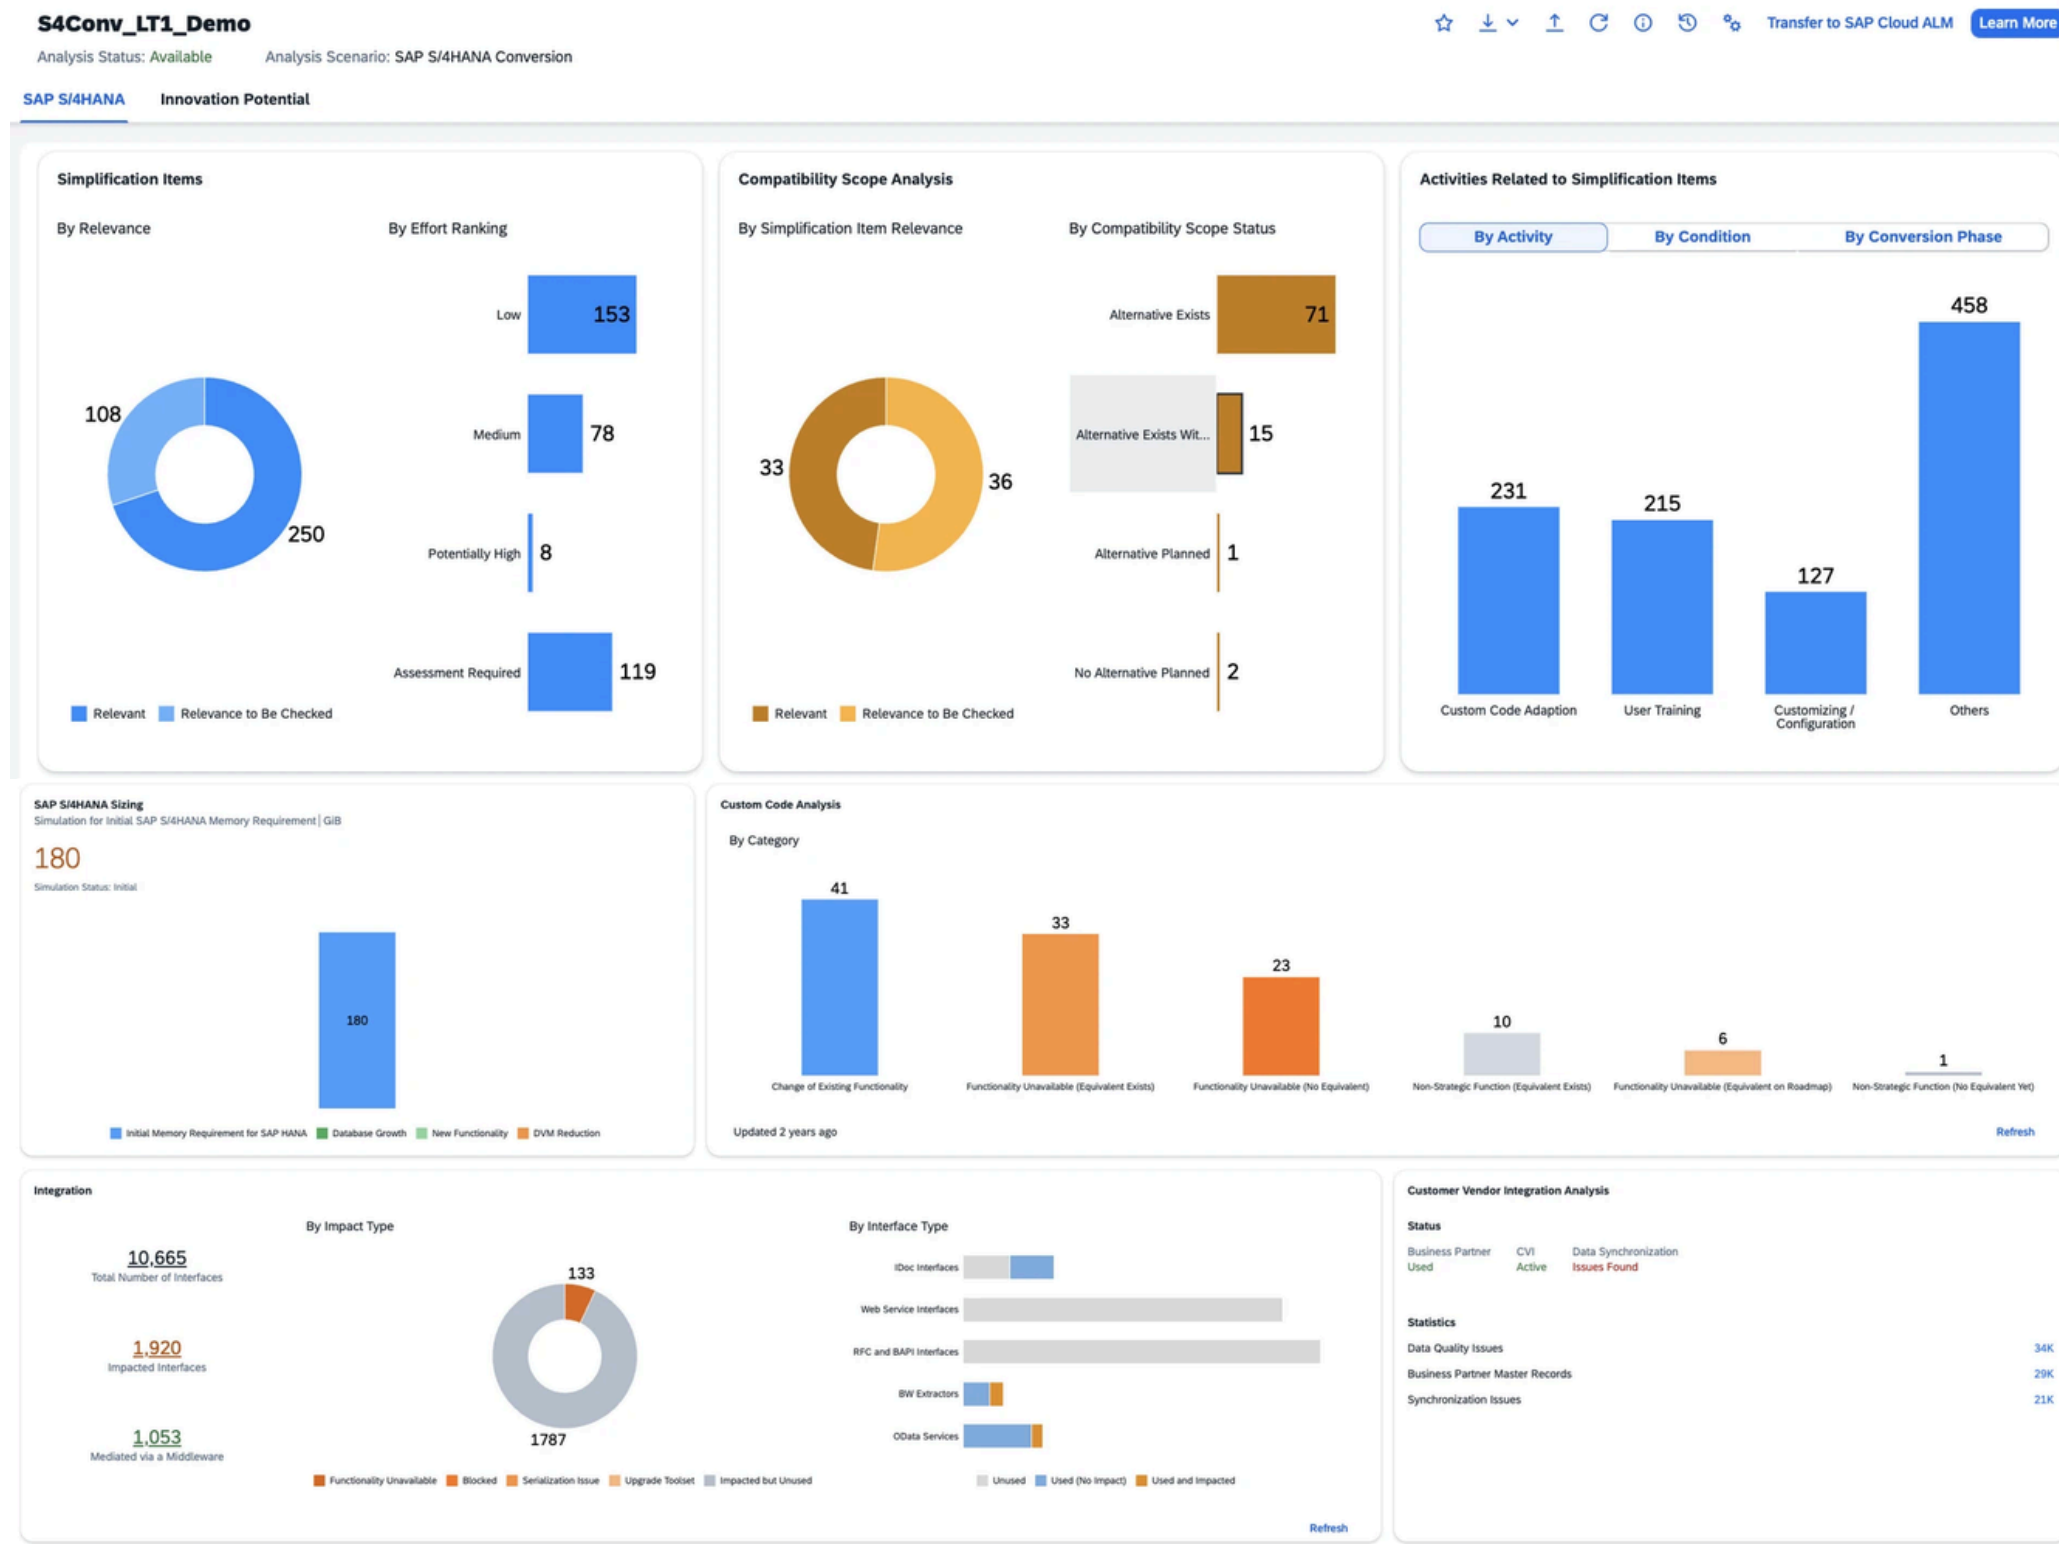 S4Conv_LT1_Demo
Transfer to SAP Cloud ALM
Learn More
Analysis Status: Available
Analysis Scenario: SAP S/4HANA Conversion
SAP S/4HANA
Innovation Potential
Simplification Items
By Relevance
By Effort Ranking
108
250
Low
153
Medium
78
Potentially High
8
Assessment Required
119
Relevant
Relevance to Be Checked
Compatibility Scope Analysis
By Simplification Item Relevance
By Compatibility Scope Status
33
36
Alternative Exists
71
Alternative Exists Wit...
15
Alternative Planned
1
No Alternative Planned
2
Relevant
Relevance to Be Checked
Activities Related to Simplification Items
By Activity
By Condition
By Conversion Phase
231
215
127
458
Custom Code Adaption
User Training
Customizing /
Configuration
Others
SAP S/4HANA Sizing
Simulation for Initial SAP S/4HANA Memory Requirement | GiB
180
Simulation Status: Initial
180
Initial Memory Requirement for SAP HANA
Database Growth
New Functionality
DVM Reduction
Custom Code Analysis
By Category
41
33
23
10
6
1
Change of Existing Functionality
Functionality Unavailable (Equivalent Exists)
Functionality Unavailable (No Equivalent)
Non-Strategic Function (Equivalent Exists)
Functionality Unavailable (Equivalent on Roadmap)
Non-Strategic Function (No Equivalent Yet)
Updated 2 years ago
Refresh
Integration
10,665
Total Number of Interfaces
1,920
Impacted Interfaces
1,053
Mediated via a Middleware
By Impact Type
133
1787
Functionality Unavailable
Blocked
Serialization Issue
Upgrade Toolset
Impacted but Unused
By Interface Type
IDoc Interfaces
Web Service Interfaces
RFC and BAPI Interfaces
BW Extractors
OData Services
Unused
Used (No Impact)
Used and Impacted
Refresh
Customer Vendor Integration Analysis
Status
Business Partner
CVI
Data Synchronization
Used
Active
Issues Found
Statistics
Data Quality Issues
34K
Business Partner Master Records
29K
Synchronization Issues
21K